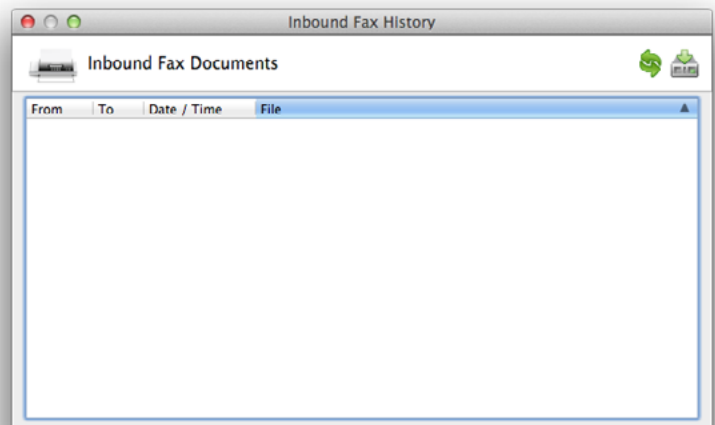 Inbound Fax History
Inbound Fax Documents
From To Date / Time File